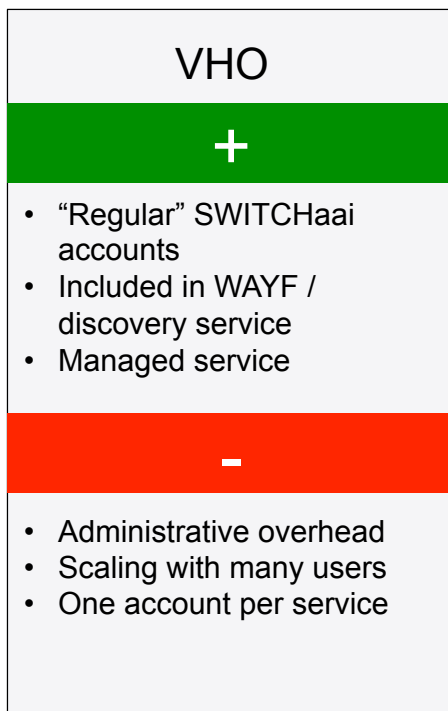 VHO
+
• “Regular” SWITCHaai
accounts
• Included in WAYF /
discovery service
• Managed service
-
• Administrative overhead
• Scaling with many users
• One account per service